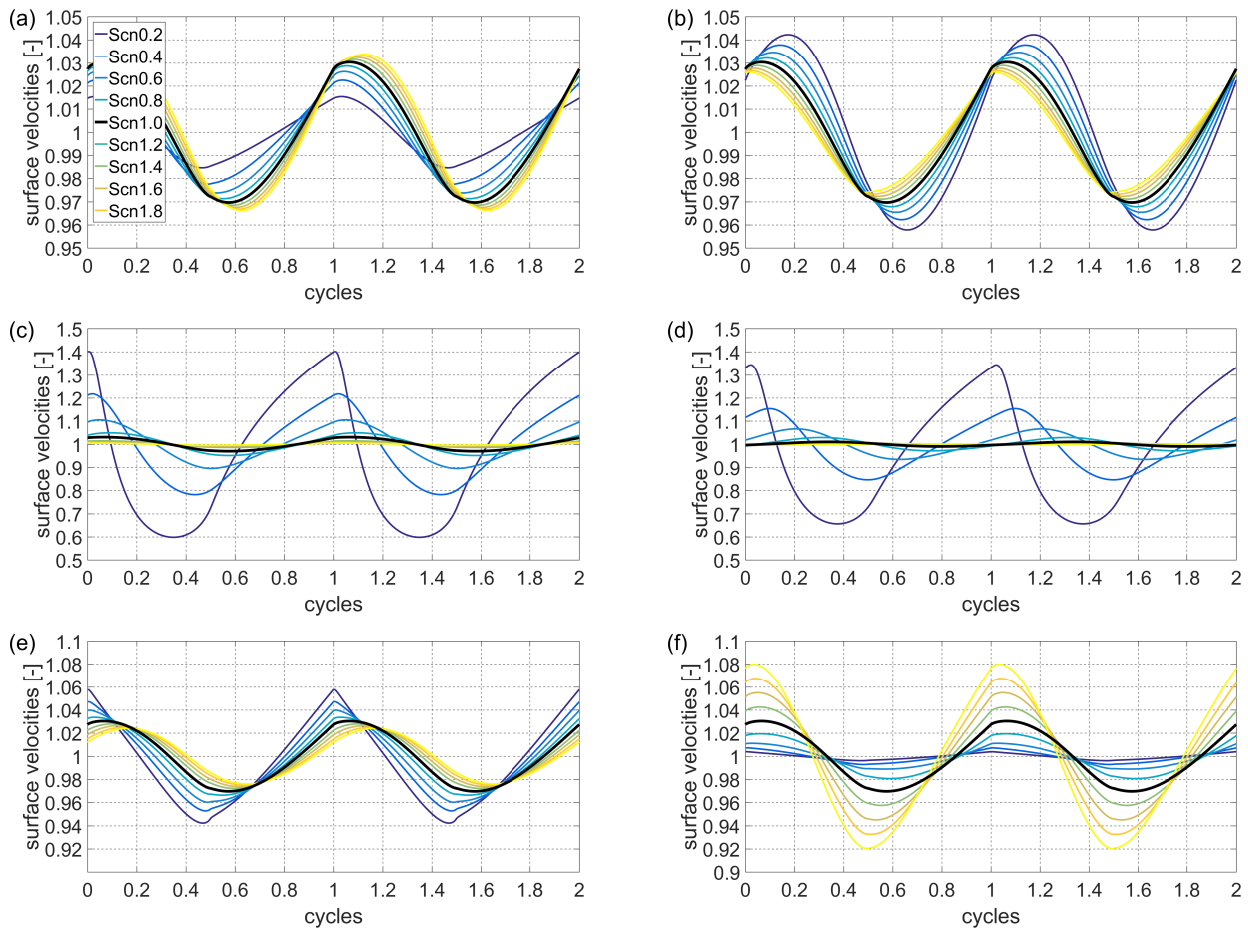 (a)
surface velocities [-]
1.05
1.04
1.03
1.02
1.01
1
0.99
0.98
0.97
0.96
0.95
Scn0.2
Scn0.4
Scn0.6
Scn0.8
Scn1.0
Scn1.2
Scn1.4
Scn1.6
Scn1.8
0 0.2 0.4 0.6 0.8 1 1.2 1.4 1.6 1.8 2
cycles
(b)
surface velocities [-]
1.05
1.04
1.03
1.02
1.01
1
0.99
0.98
0.97
0.96
0.95
0 0.2 0.4 0.6 0.8 1 1.2 1.4 1.6 1.8 2
cycles
(c)
surface velocities [-]
1.5
1.4
1.3
1.2
1.1
1
0.9
0.8
0.7
0.6
0.5
0 0.2 0.4 0.6 0.8 1 1.2 1.4 1.6 1.8 2
cycles
(d)
surface velocities [-]
1.5
1.4
1.3
1.2
1.1
1
0.9
0.8
0.7
0.6
0.5
0 0.2 0.4 0.6 0.8 1 1.2 1.4 1.6 1.8 2
cycles
(e)
surface velocities [-]
1.1
1.08
1.06
1.04
1.02
1
0.98
0.96
0.94
0.92
0 0.2 0.4 0.6 0.8 1 1.2 1.4 1.6 1.8 2
cycles
(f)
surface velocities [-]
1.1
1.08
1.06
1.04
1.02
1
0.98
0.96
0.94
0.92
0.9
0 0.2 0.4 0.6 0.8 1 1.2 1.4 1.6 1.8 2
cycles